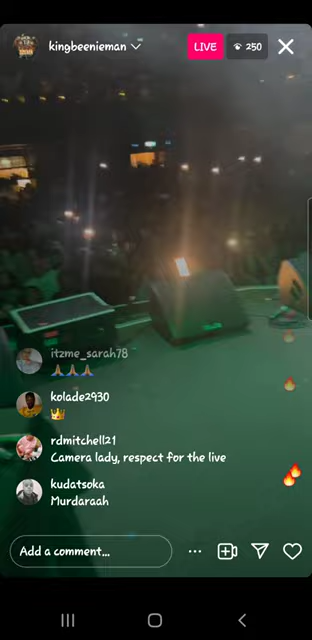 kingbeenieman
LIVE
250
itzme_sarah78
🙏🙏🙏
kolade2930
👑
rdmitchell21
Camera lady, respect for the live
kudatsoka
Murdaraah
Add a comment...